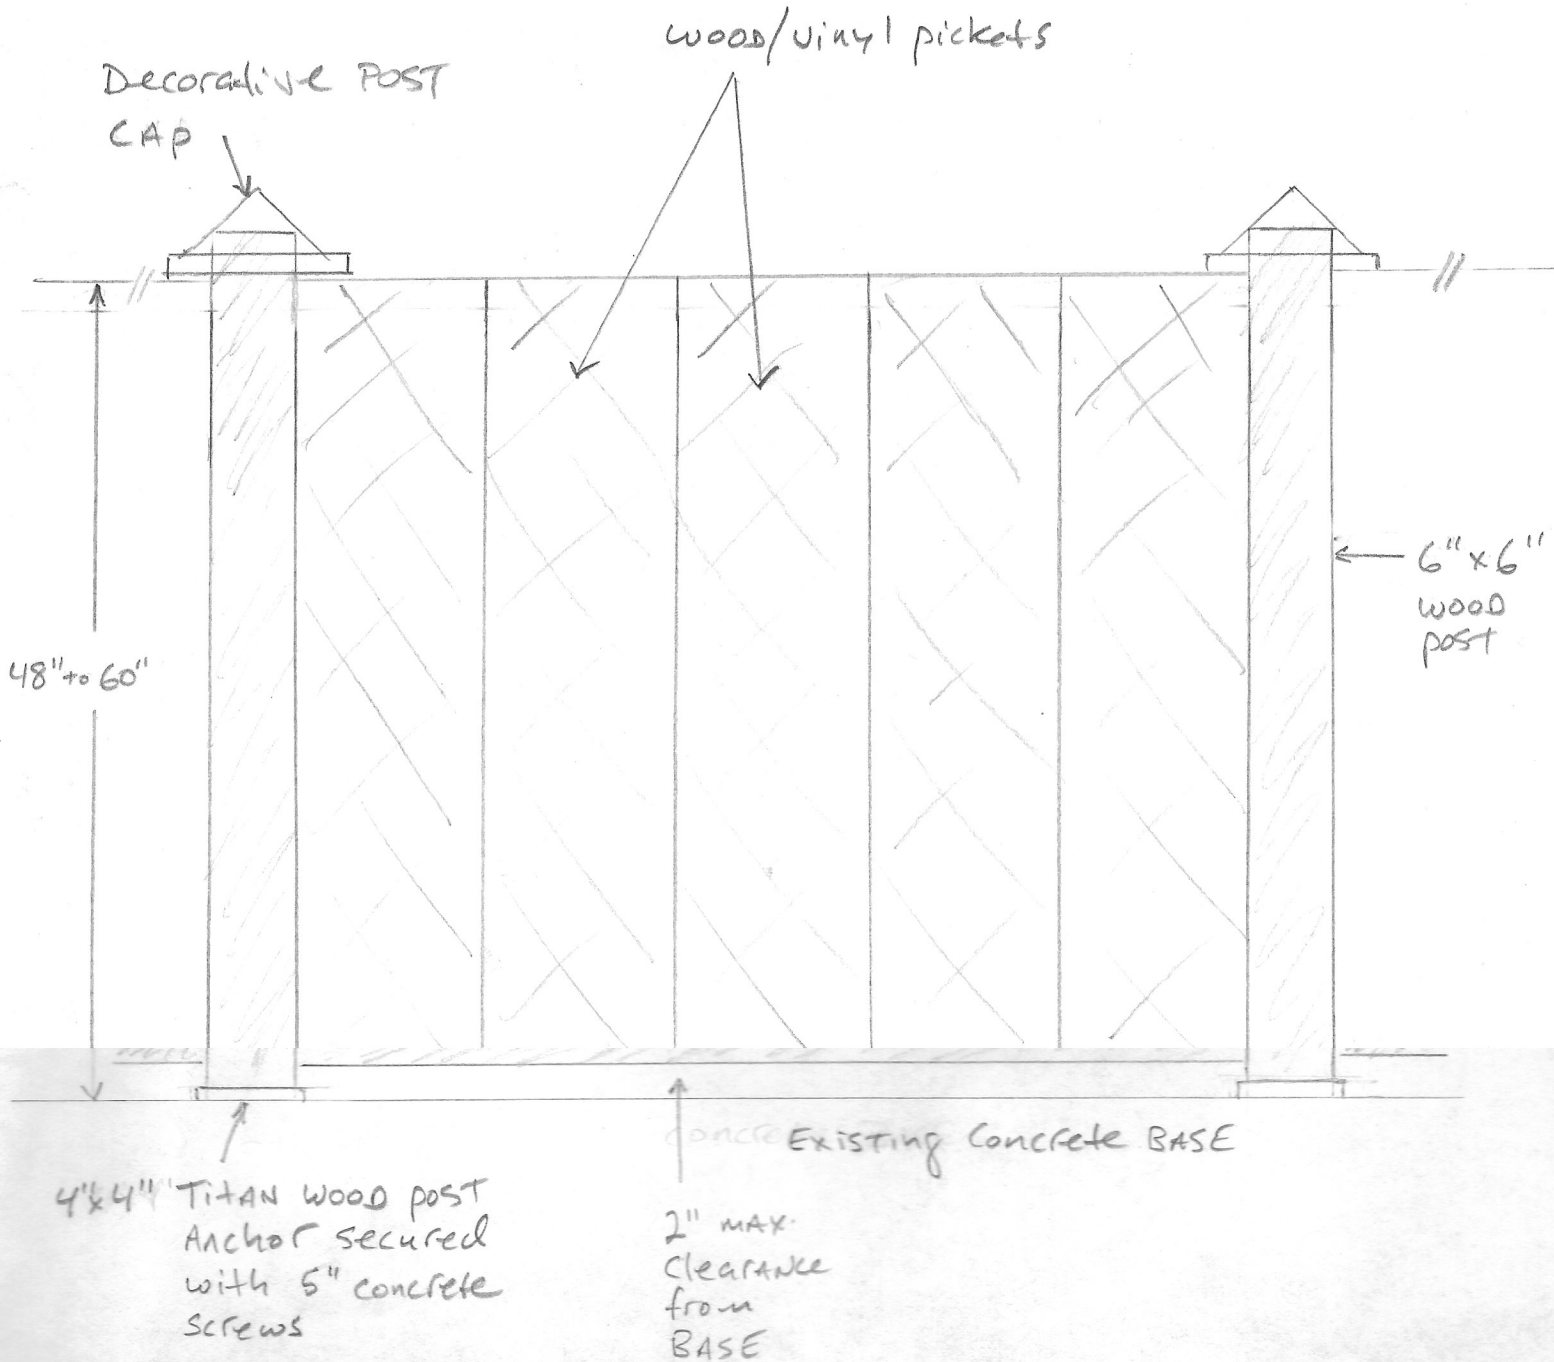 wood/vinyl pickets
Decorative POST
CAp
6" x 6"
wood
post
48" to 60"
Existing Concrete BASE
4"x4" TITAN wood post
Anchor secured
with 5" concrete
screws
2" MAX.
Clearance
from
BASE